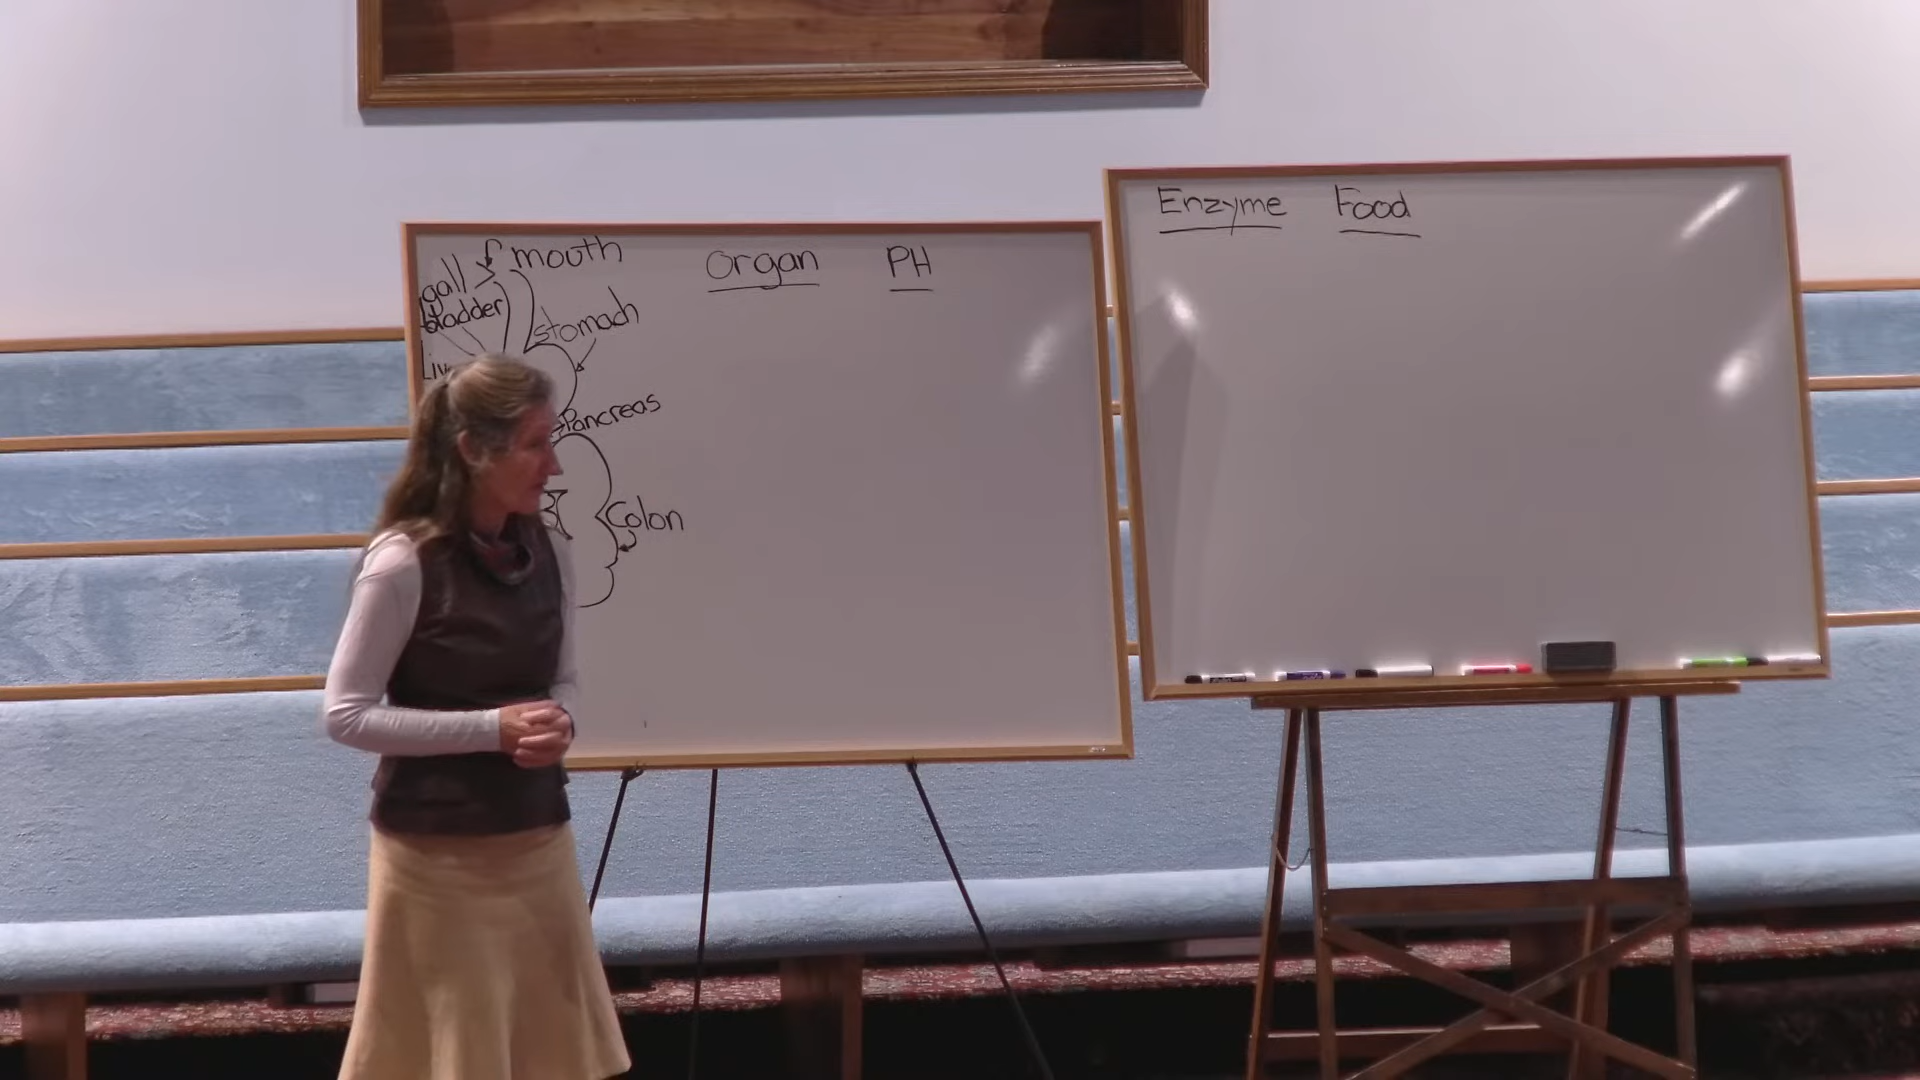 mouth
gall
bladder
stomach
Pancreas
Colon
Organ PH
Enzyme Food